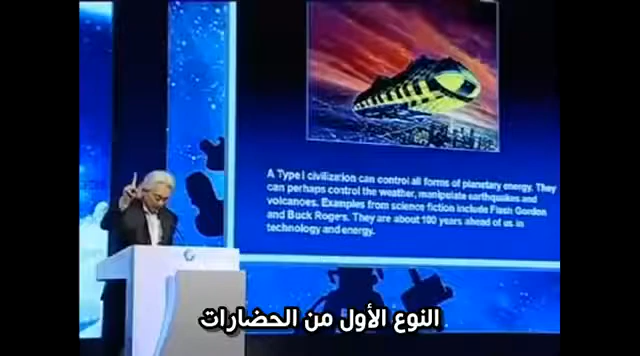 A Type I civilization can control all forms of planetary energy. They
can perhaps control the weather, manipulate earthquakes and
volcanoes. Examples from science fiction include Flash Gordon
and Buck Rogers. They are about 100 years ahead of us in
technology and energy.
النوع الأول من الحضارات